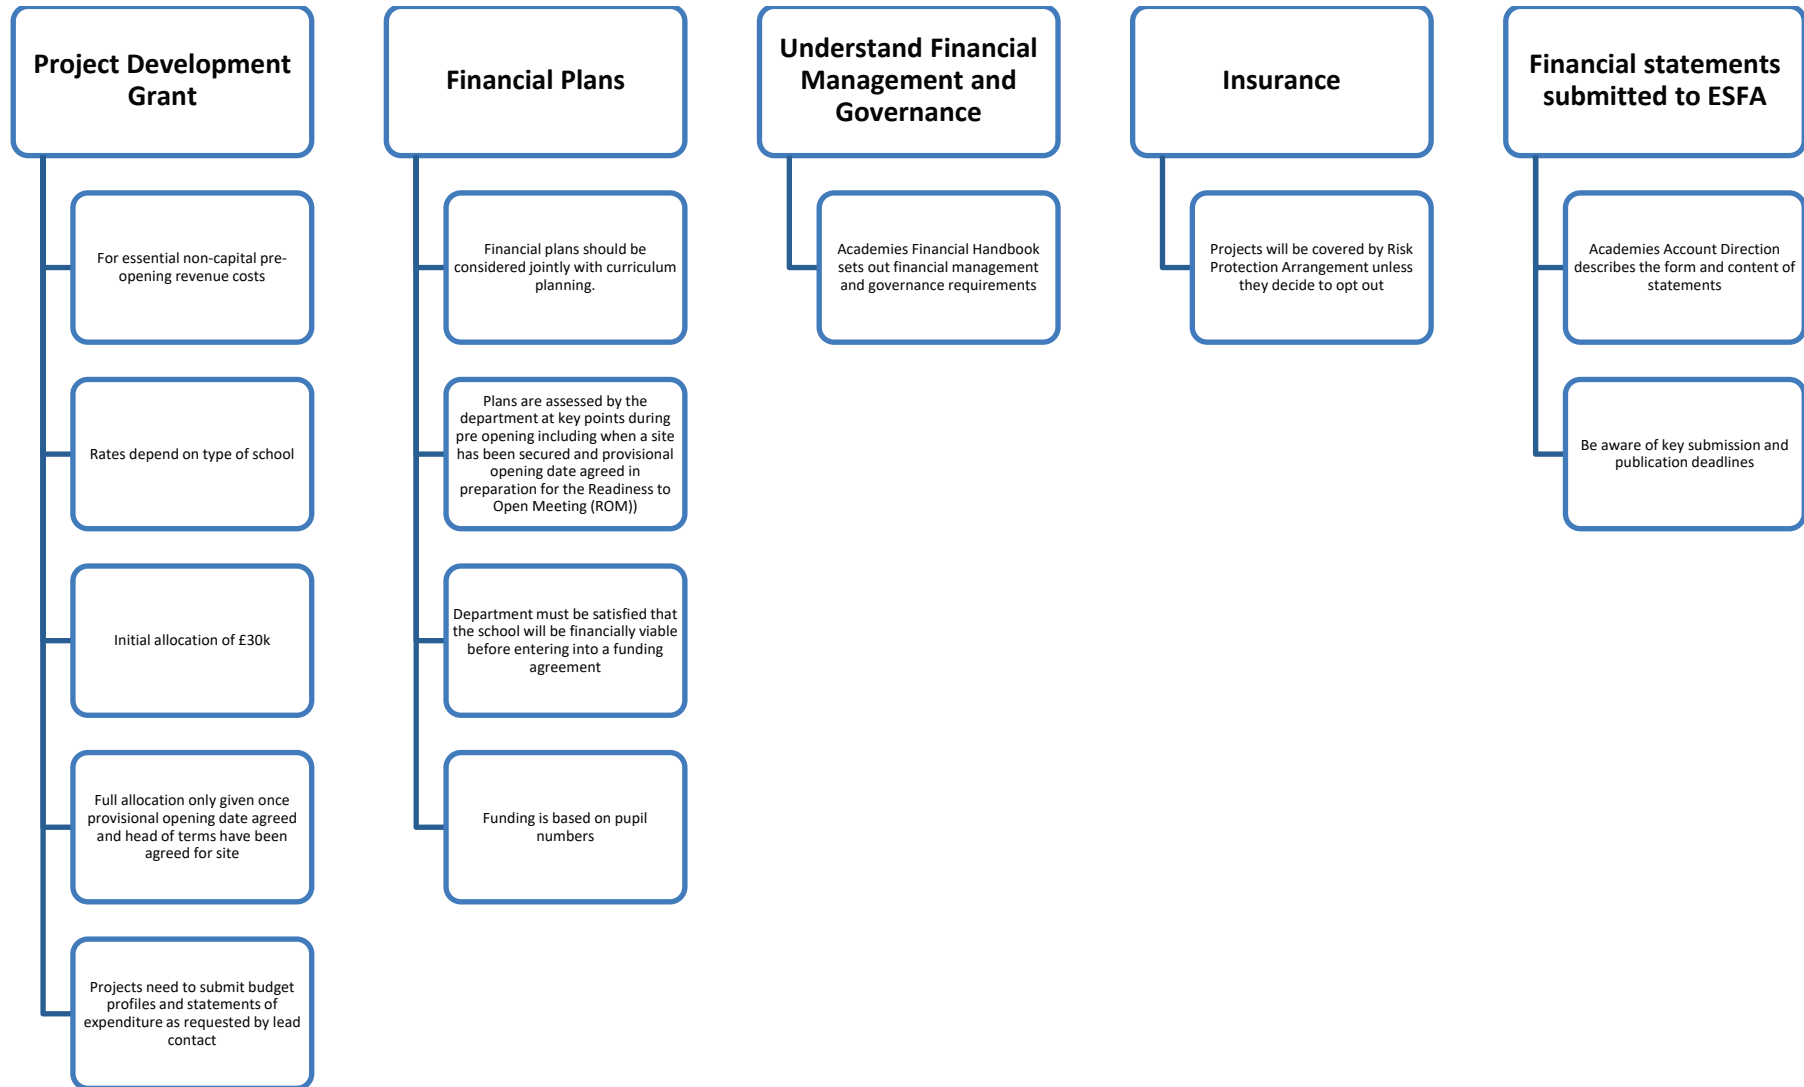 Project Development
Grant
For essential non-capital pre-
opening revenue costs
Rates depend on type of school
Initial allocation of £30k
Full allocation only given once
provisional opening date agreed
and head of terms have been
agreed for site
Projects need to submit budget
profiles and statements of
expenditure as requested by lead
contact
Financial Plans
Financial plans should be
considered jointly with curriculum
planning.
Plans are assessed by the
department at key points during
pre opening including when a site
has been secured and provisional
opening date agreed in
preparation for the Readiness to
Open Meeting (ROM))
Department must be satisfied that
the school will be financially viable
before entering into a funding
agreement
Funding is based on pupil
numbers
Understand Financial
Management and
Governance
Academies Financial Handbook
sets out financial management
and governance requirements
Insurance
Projects will be covered by Risk
Protection Arrangement unless
they decide to opt out
Financial statements
submitted to ESFA
Academies Account Direction
describes the form and content of
statements
Be aware of key submission and
publication deadlines